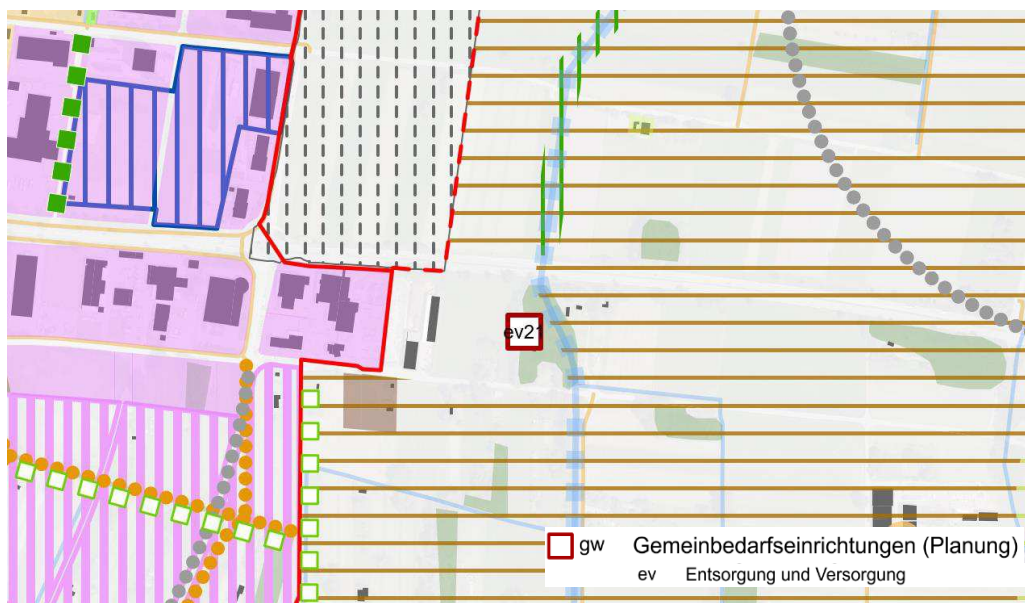 ev21
gw Gemeinbedarfseinrichtungen (Planung)
ev Entsorgung und Versorgung